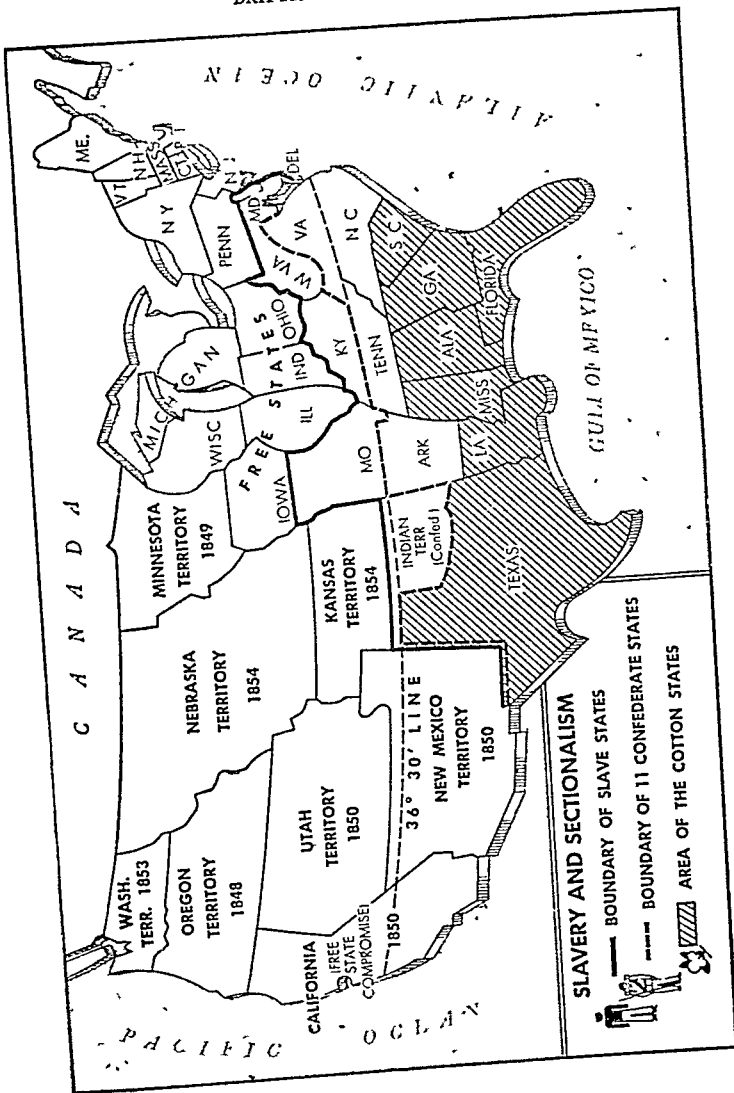 CANADA
PACIFIC
OCEAN
ATLANTIC OCEAN
GULF OF MEXICO
WASH.
TERR. 1853
OREGON
TERRITORY
1848
CALIFORNIA
(FREE
STATE
COMPROMISE)
1850
UTAH
TERRITORY
1850
NEBRASKA
TERRITORY
1854
MINNESOTA
TERRITORY
1849
KANSAS
TERRITORY
1854
36° 30' LINE
NEW MEXICO
TERRITORY
1850
INDIAN
TERR
(Confed)
TEXAS
FREE STATES
IOWA
WISC
MICHIGAN
ILL
IND
OHIO
PENN
NY
VT
NH
ME.
MASS
CT
R I
N J
MD
DEL
VA
W VA
KY
MO
TENN
N C
ARK
S C
GA
ALA
MISS
LA
FLORIDA
SLAVERY AND SECTIONALISM
BOUNDARY OF SLAVE STATES
BOUNDARY OF 11 CONFEDERATE STATES
AREA OF THE COTTON STATES